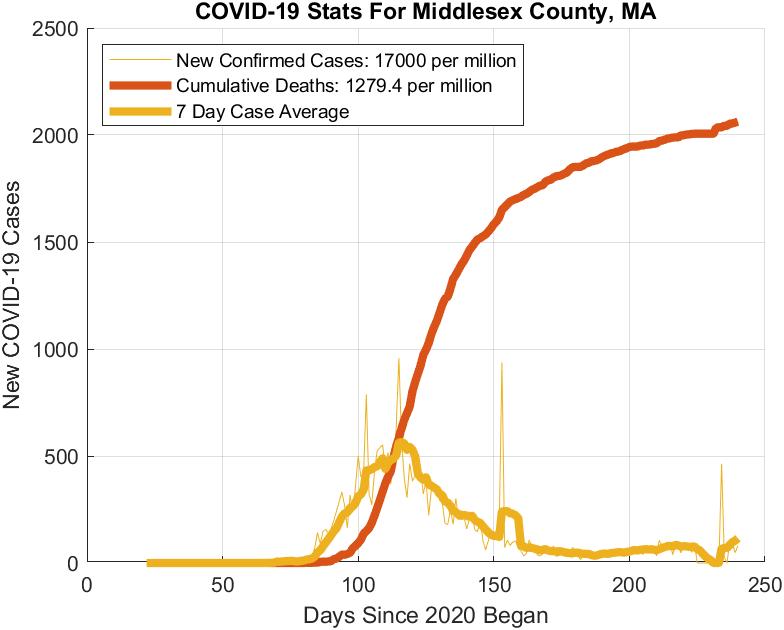 COVID-19 Stats For Middlesex County, MA
New Confirmed Cases: 17000 per million
Cumulative Deaths: 1279.4 per million
7 Day Case Average
New COVID-19 Cases
2500
2000
1500
1000
500
0
0 50 100 150 200 250
Days Since 2020 Began